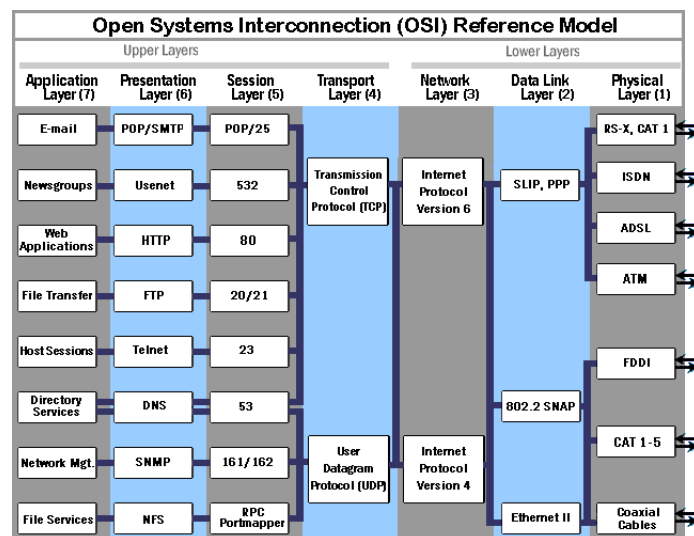 Open Systems Interconnection (OSI) Reference Model
Upper Layers
Lower Layers
Application
Layer (7)
Presentation
Layer (6)
Session
Layer (5)
Transport
Layer (4)
Network
Layer (3)
Data Link
Layer (2)
Physical
Layer (1)
E-mail
POP/SMTP
POP/25
Newsgroups
Usenet
532
Web
Applications
HTTP
80
File Transfer
FTP
20/21
Host Sessions
Telnet
23
Directory
Services
DNS
53
Network Mgt.
SNMP
161/162
File Services
NFS
RPC
Portmapper
Transmission
Control
Protocol (TCP)
User
Datagram
Protocol (UDP)
Internet
Protocol
Version 6
Internet
Protocol
Version 4
SLIP, PPP
802.2 SNAP
Ethernet II
RS-X, CAT 1
ISDN
ADSL
ATM
FDDI
CAT 1-5
Coaxial
Cables